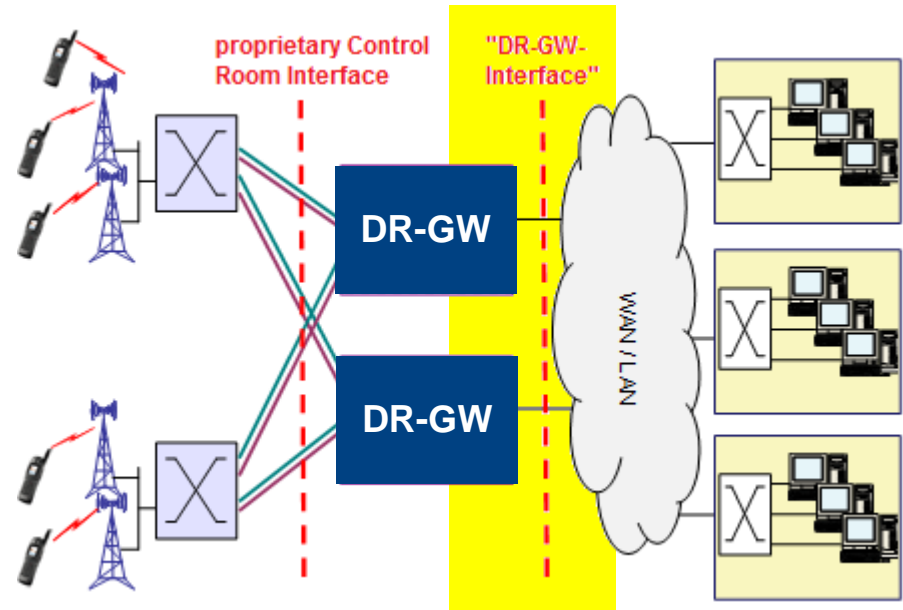 proprietary Control
Room Interface
"DR-GW-
Interface"
DR-GW
DR-GW
WAN / LAN